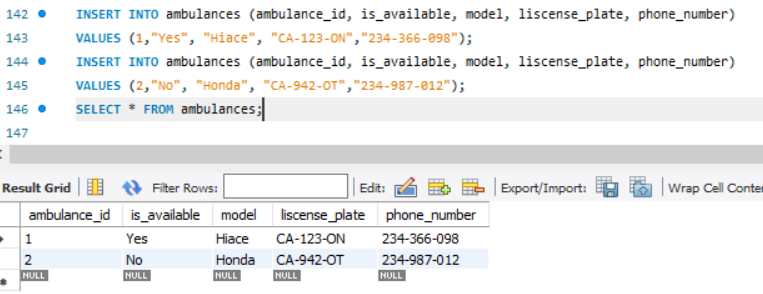 142 INSERT INTO ambulances (ambulance_id, is_available, model, liscense_plate, phone_number)
143 VALUES (1,"Yes", "Hiace", "CA-123-ON","234-366-098");
144 INSERT INTO ambulances (ambulance_id, is_available, model, liscense_plate, phone_number)
145 VALUES (2,"No", "Honda", "CA-942-OT","234-987-012");
146 SELECT * FROM ambulances;
147
Result Grid Filter Rows: Edit: Export/Import: Wrap Cell Conte
ambulance_id is_available model liscense_plate phone_number
1 Yes Hiace CA-123-ON 234-366-098
2 No Honda CA-942-OT 234-987-012
NULL NULL NULL NULL NULL